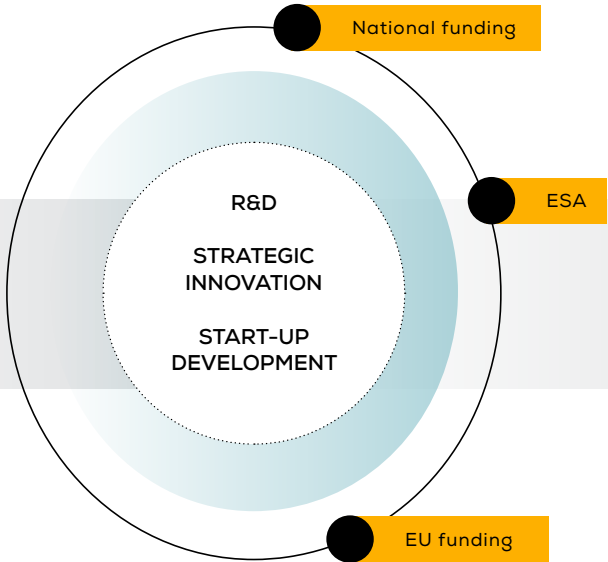 National funding
ESA
R&D
STRATEGIC
INNOVATION
START-UP
DEVELOPMENT
EU funding